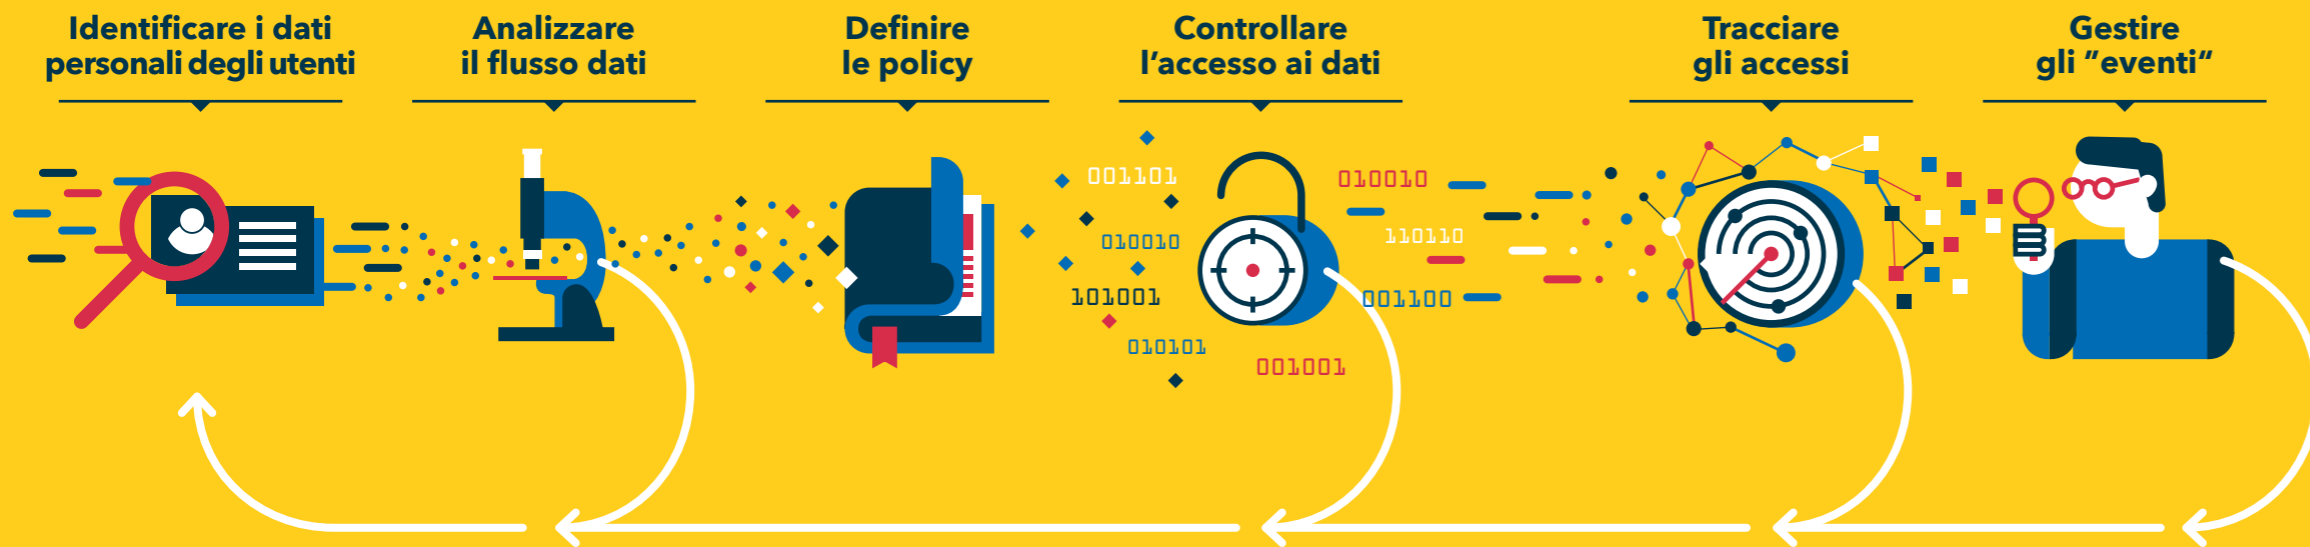 Identificare i dati
personali degli utenti
Analizzare
il flusso dati
Definire
le policy
Controllare
l’accesso ai dati
Tracciare
gli accessi
Gestire
gli ”eventi“
001101
010010
101001
010101
010010
110110
001100
001001